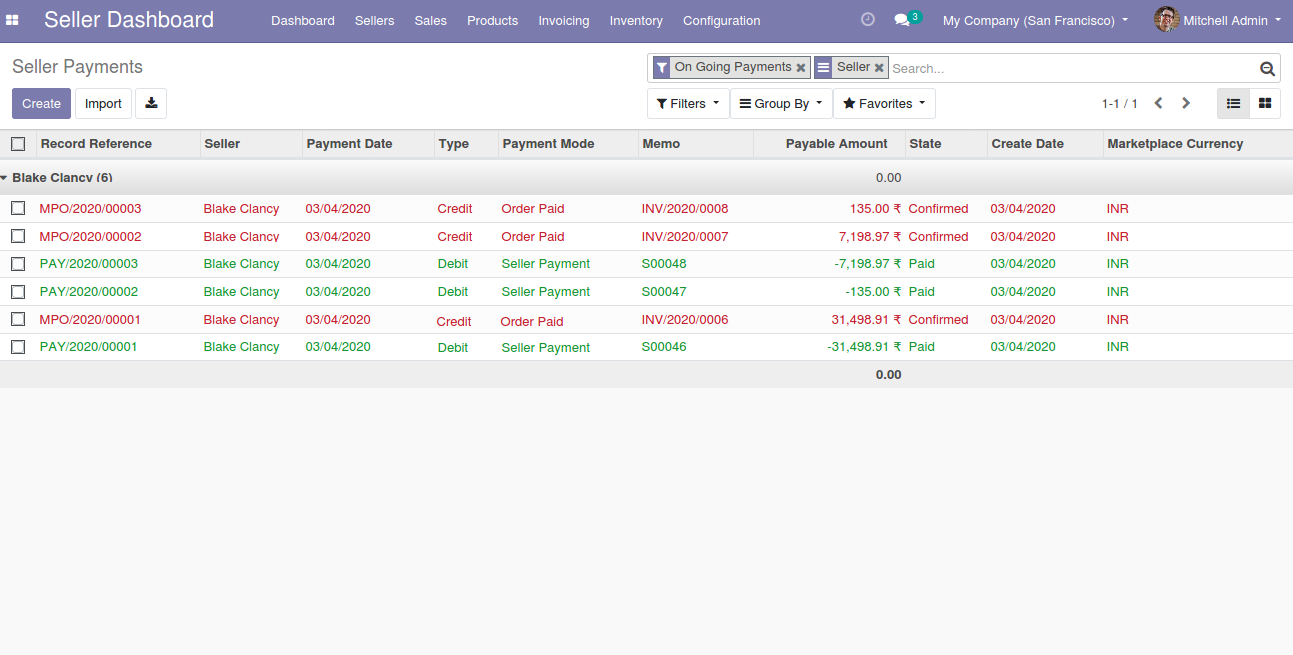 Seller Dashboard Dashboard Sellers Sales Products Invoicing Inventory Configuration 3 My Company (San Francisco) Mitchell Admin
Seller Payments On Going Payments Seller Search...
Create Import Filters Group By Favorites 1-1 / 1
Record Reference Seller Payment Date Type Payment Mode Memo Payable Amount State Create Date Marketplace Currency
Blake Clancy (6) 0.00
MPO/2020/00003 Blake Clancy 03/04/2020 Credit Order Paid INV/2020/0008 135.00 ₹ Confirmed 03/04/2020 INR
MPO/2020/00002 Blake Clancy 03/04/2020 Credit Order Paid INV/2020/0007 7,198.97 ₹ Confirmed 03/04/2020 INR
PAY/2020/00003 Blake Clancy 03/04/2020 Debit Seller Payment S00048 -7,198.97 ₹ Paid 03/04/2020 INR
PAY/2020/00002 Blake Clancy 03/04/2020 Debit Seller Payment S00047 -135.00 ₹ Paid 03/04/2020 INR
MPO/2020/00001 Blake Clancy 03/04/2020 Credit Order Paid INV/2020/0006 31,498.91 ₹ Confirmed 03/04/2020 INR
PAY/2020/00001 Blake Clancy 03/04/2020 Debit Seller Payment S00046 -31,498.91 ₹ Paid 03/04/2020 INR
0.00